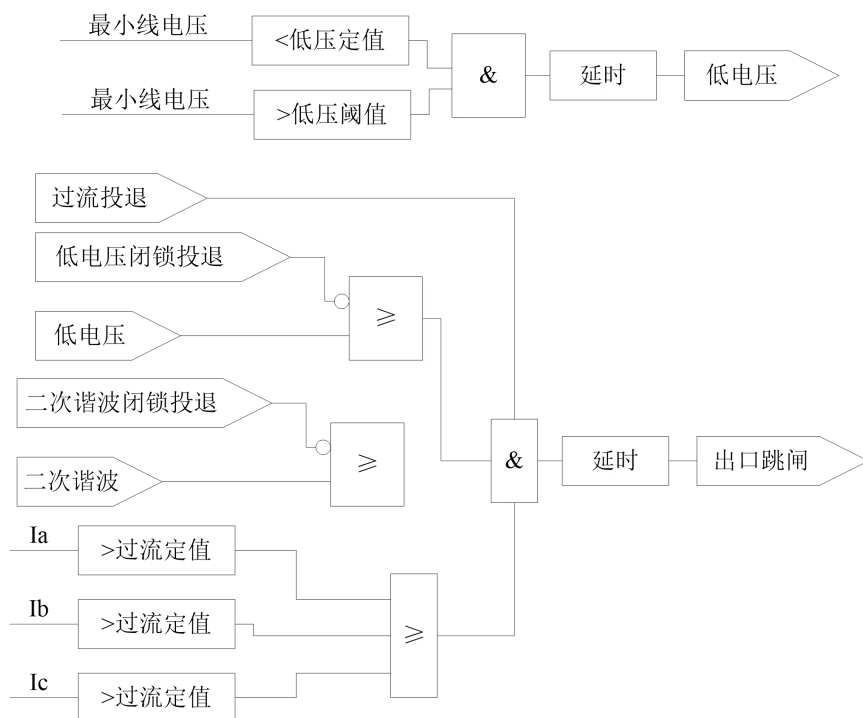 最小线电压
<低压定值
&
延时
低电压
最小线电压
>低压阈值
过流投退
低电压闭锁投退
≥
低电压
二次谐波闭锁投退
≥
二次谐波
&
延时
出口跳闸
Ia
>过流定值
Ib
>过流定值
≥
Ic
>过流定值